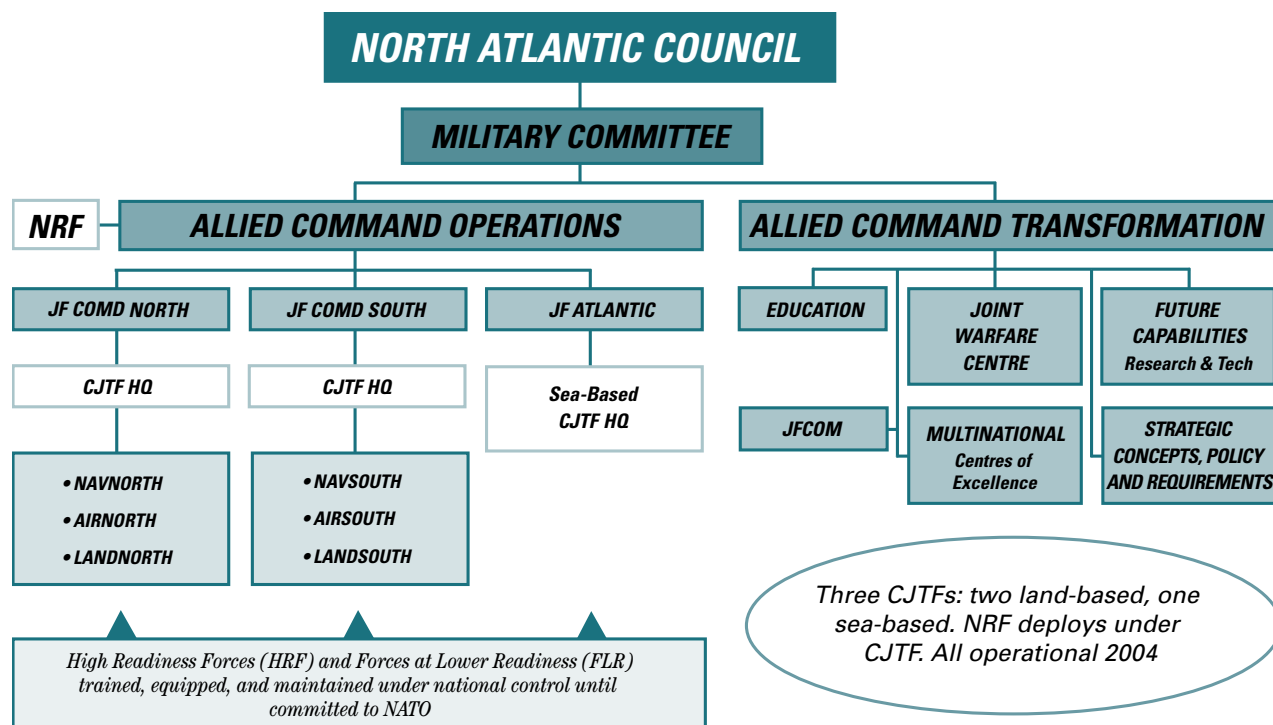 NORTH ATLANTIC COUNCIL
MILITARY COMMITTEE
NRF
ALLIED COMMAND OPERATIONS
ALLIED COMMAND TRANSFORMATION
JF COMD NORTH
JF COMD SOUTH
JF ATLANTIC
EDUCATION
JOINT
WARFARE
CENTRE
FUTURE
CAPABILITIES
Research & Tech
CJTF HQ
CJTF HQ
Sea-Based
CJTF HQ
JFCOM
MULTINATIONAL
Centres of
Excellence
STRATEGIC
CONCEPTS, POLICY
AND REQUIREMENTS
• NAVNORTH
• AIRNORTH
• LANDNORTH
• NAVSOUTH
• AIRSOUTH
• LANDSOUTH
Three CJTFs: two land-based, one
sea-based. NRF deploys under
CJTF. All operational 2004
High Readiness Forces (HRF) and Forces at Lower Readiness (FLR)
trained, equipped, and maintained under national control until
committed to NATO